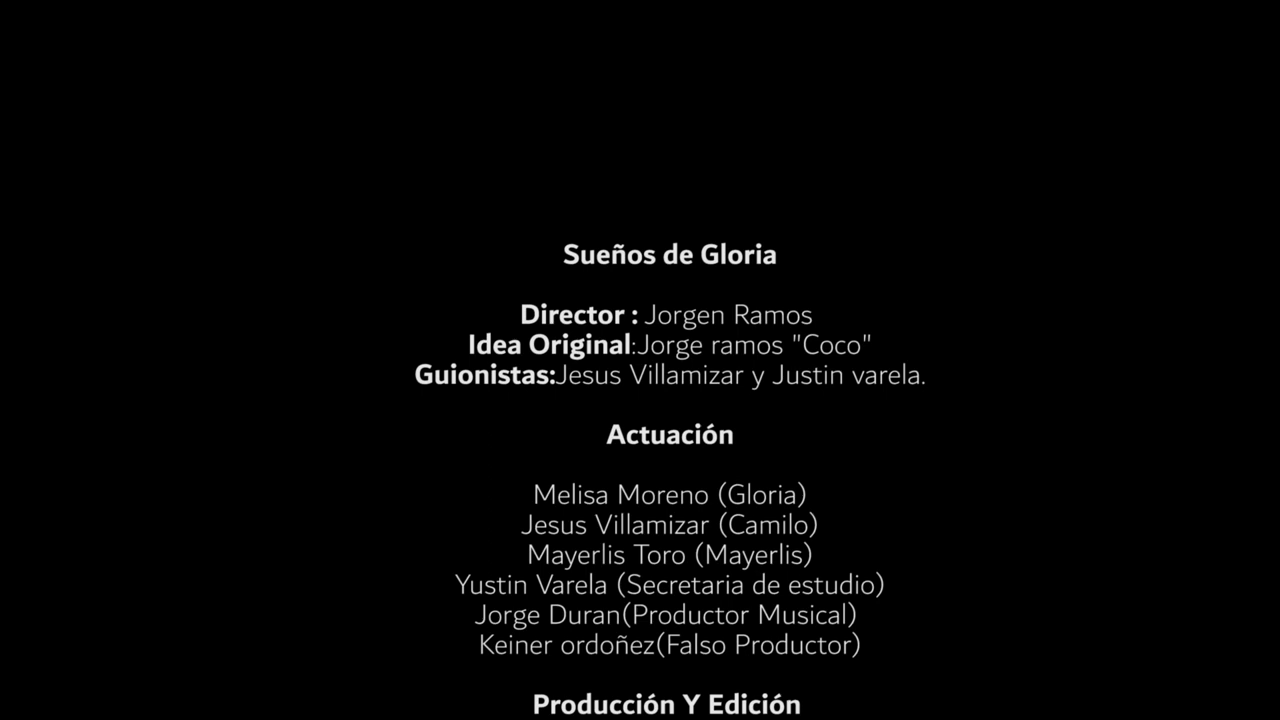 Sueños de Gloria
Director : Jorgen Ramos
Idea Original:Jorge ramos "Coco"
Guionistas:Jesus Villamizar y Justin varela.
Actuación
Melisa Moreno (Gloria)
Jesus Villamizar (Camilo)
Mayerlis Toro (Mayerlis)
Yustin Varela (Secretaria de estudio)
Jorge Duran(Productor Musical)
Keiner ordoñez(Falso Productor)
Producción Y Edición